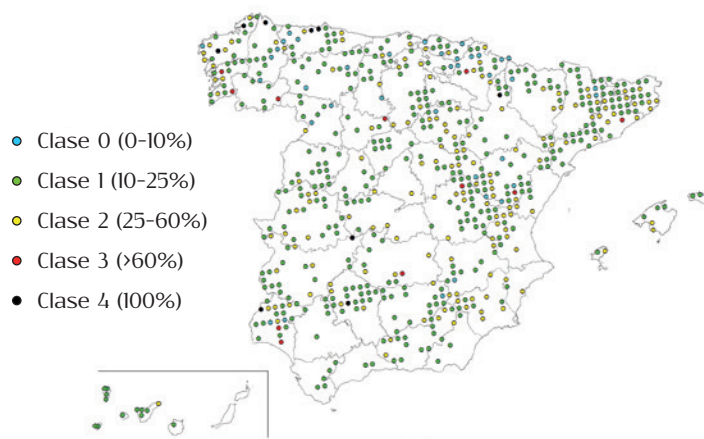 Clase 0 (0-10%)
Clase 1 (10-25%)
Clase 2 (25-60%)
Clase 3 (>60%)
Clase 4 (100%)